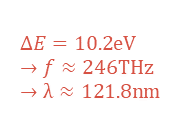 ΔE = 10.2eV
→ f ≈ 246THz
→ λ ≈ 121.8nm